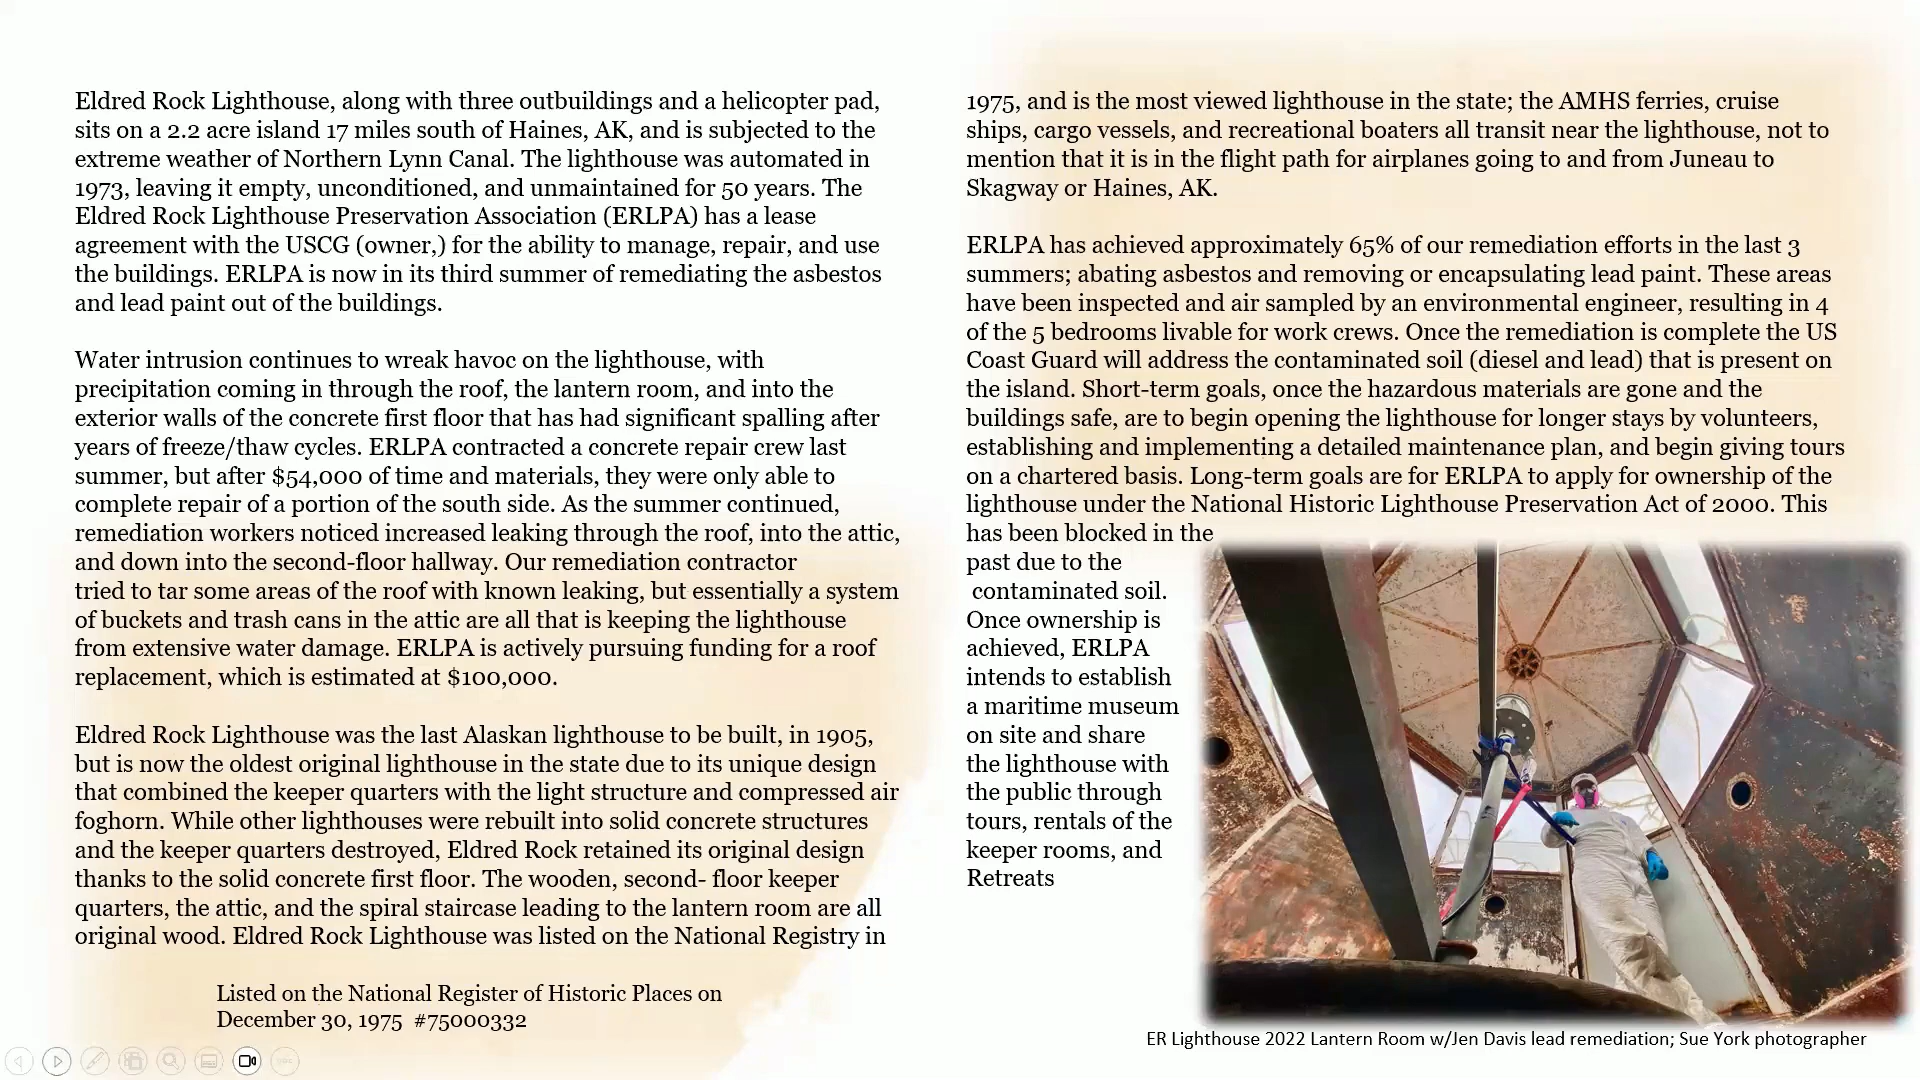 Eldred Rock Lighthouse, along with three outbuildings and a helicopter pad,
sits on a 2.2 acre island 17 miles south of Haines, AK, and is subjected to the
extreme weather of Northern Lynn Canal. The lighthouse was automated in
1973, leaving it empty, unconditioned, and unmaintained for 50 years. The
Eldred Rock Lighthouse Preservation Association (ERLPA) has a lease
agreement with the USCG (owner,) for the ability to manage, repair, and use
the buildings. ERLPA is now in its third summer of remediating the asbestos
and lead paint out of the buildings.
Water intrusion continues to wreak havoc on the lighthouse, with
precipitation coming in through the roof, the lantern room, and into the
exterior walls of the concrete first floor that has had significant spalling after
years of freeze/thaw cycles. ERLPA contracted a concrete repair crew last
summer, but after $54,000 of time and materials, they were only able to
complete repair of a portion of the south side. As the summer continued,
remediation workers noticed increased leaking through the roof, into the attic,
and down into the second-floor hallway. Our remediation contractor
tried to tar some areas of the roof with known leaking, but essentially a system
of buckets and trash cans in the attic are all that is keeping the lighthouse
from extensive water damage. ERLPA is actively pursuing funding for a roof
replacement, which is estimated at $100,000.
Eldred Rock Lighthouse was the last Alaskan lighthouse to be built, in 1905,
but is now the oldest original lighthouse in the state due to its unique design
that combined the keeper quarters with the light structure and compressed air
foghorn. While other lighthouses were rebuilt into solid concrete structures
and the keeper quarters destroyed, Eldred Rock retained its original design
thanks to the solid concrete first floor. The wooden, second- floor keeper
quarters, the attic, and the spiral staircase leading to the lantern room are all
original wood. Eldred Rock Lighthouse was listed on the National Registry in
1975, and is the most viewed lighthouse in the state; the AMHS ferries, cruise
ships, cargo vessels, and recreational boaters all transit near the lighthouse, not to
mention that it is in the flight path for airplanes going to and from Juneau to
Skagway or Haines, AK.
ERLPA has achieved approximately 65% of our remediation efforts in the last 3
summers; abating asbestos and removing or encapsulating lead paint. These areas
have been inspected and air sampled by an environmental engineer, resulting in 4
of the 5 bedrooms livable for work crews. Once the remediation is complete the US
Coast Guard will address the contaminated soil (diesel and lead) that is present on
the island. Short-term goals, once the hazardous materials are gone and the
buildings safe, are to begin opening the lighthouse for longer stays by volunteers,
establishing and implementing a detailed maintenance plan, and begin giving tours
on a chartered basis. Long-term goals are for ERLPA to apply for ownership of the
lighthouse under the National Historic Lighthouse Preservation Act of 2000. This
has been blocked in the
past due to the
contaminated soil.
Once ownership is
achieved, ERLPA
intends to establish
a maritime museum
on site and share
the lighthouse with
the public through
tours, rentals of the
keeper rooms, and
Retreats
Listed on the National Register of Historic Places on
December 30, 1975 #75000332
ER Lighthouse 2022 Lantern Room w/Jen Davis lead remediation; Sue York photographer